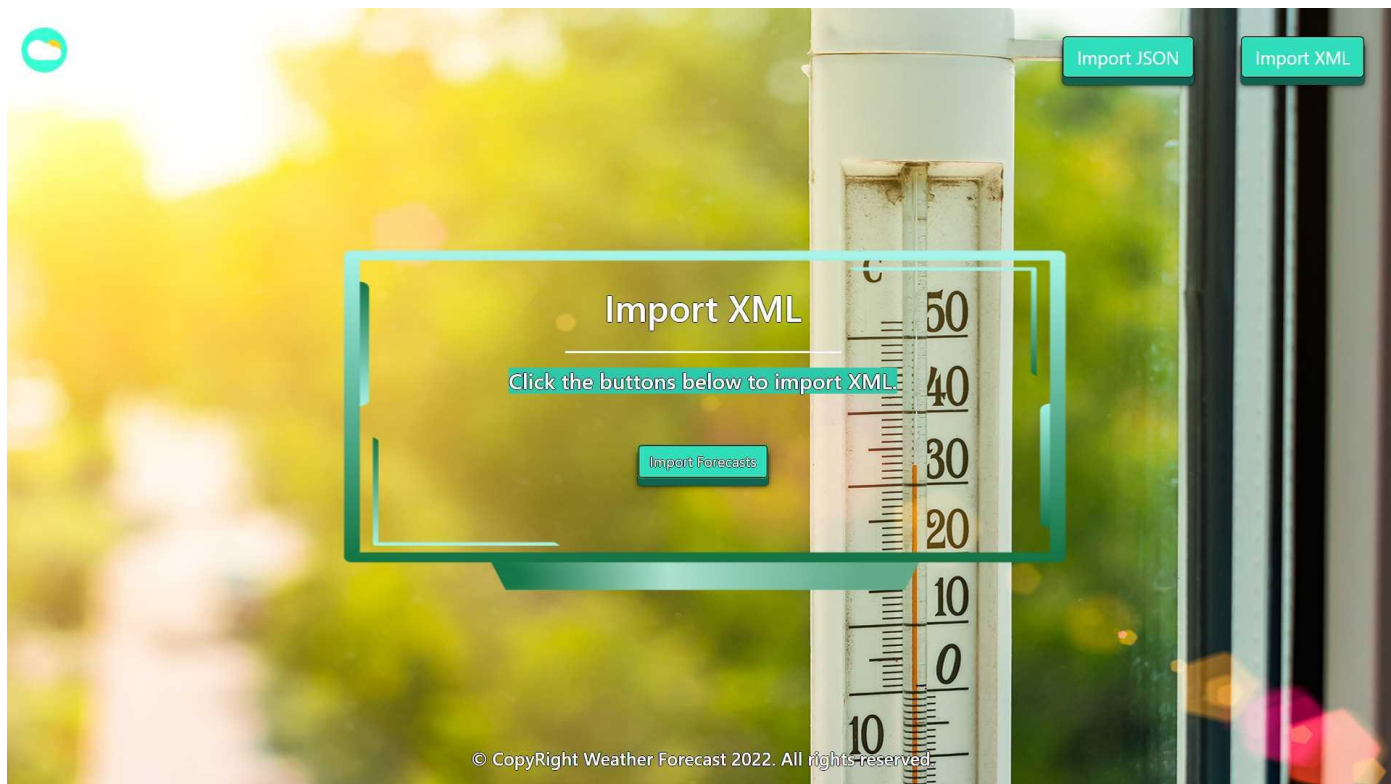 Import JSON
Import XML
Import XML
Click the buttons below to import XML.
Import Forecasts
C
50
40
30
20
10
0
10
© CopyRight Weather Forecast 2022. All rights reserved.